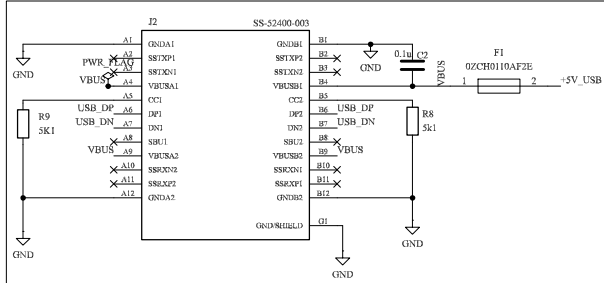 J2
SS-52400-003
A1 GNDA1 GNDB1 B1
A2 SSTXP1 SSTXP2 B2
PWR_FLAG
A3 SSTXN1 SSTXN2 B3
VBUS
A4 VBUSA1 VBUSB1 B4
A5 CC1 CC2 B5
USB_DP A6 DP1 DP2 B6 USB_DP
USB_DN A7 DN1 DN2 B7 USB_DN
A8 SBU1 SBU2 B8
VBUS A9 VBUSA2 VBUSB2 B9 VBUS
A10 SSRXN2 SSRXN1 B10
A11 SSRXP2 SSRXP1 B11
A12 GNDA2 GNDB2 B12
GND/SHIELD G1
GND
R9
5K1
GND
GND
0.1u C2
VBUS
F1
0ZCH0110AF2E
1 2 +5V_USB
R8
5k1
GND
GND